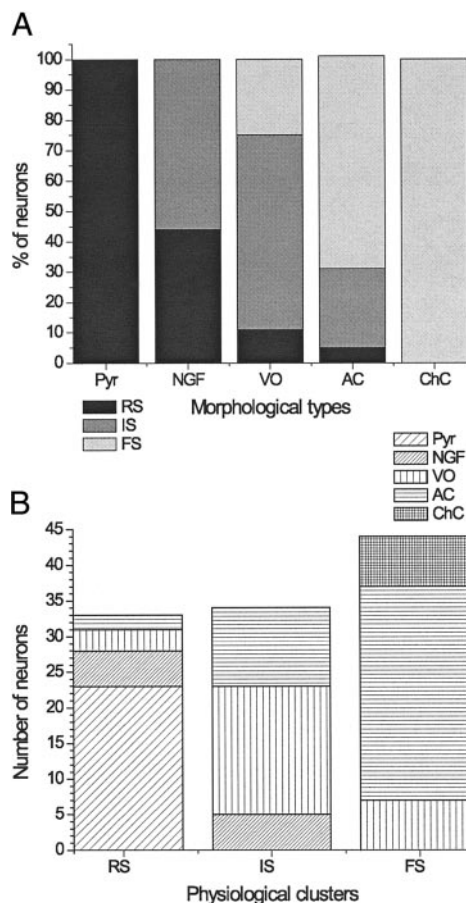 A
100
90
80
70
60
50
40
30
20
10
0
% of neurons
Pyr NGF VO AC ChC
Morphological types
RS
IS
FS
Pyr
NGF
VO
AC
ChC
B
45
40
35
30
25
20
15
10
5
0
Number of neurons
RS IS FS
Physiological clusters